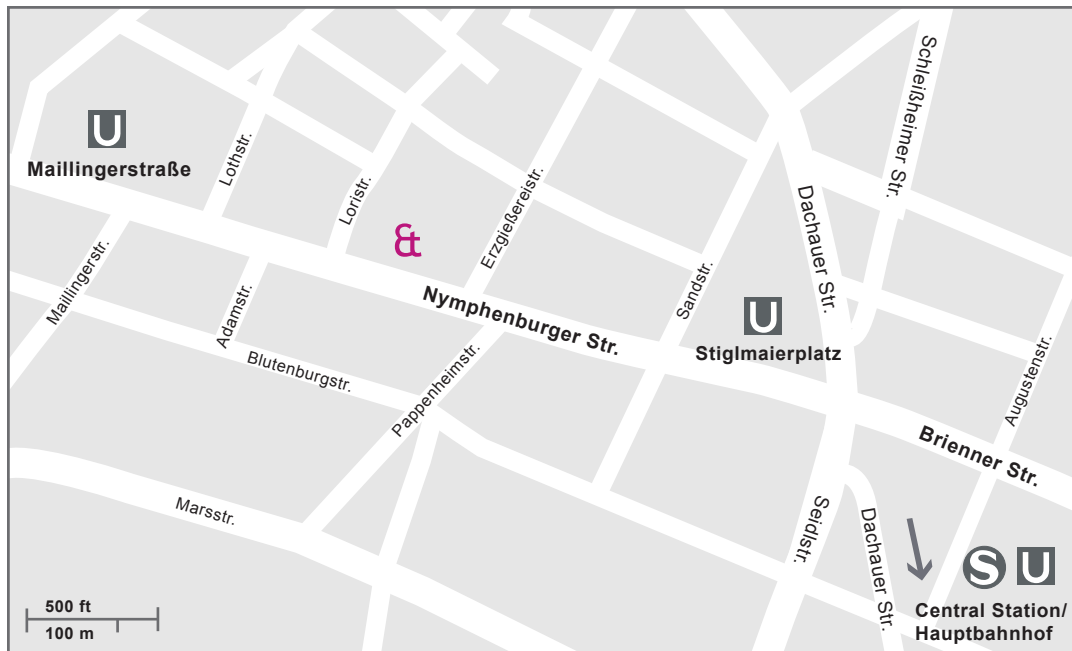 Schleißheimer Str.
U
Maillingerstraße
Lothstr.
Loristr.
&
Erzgießereistr.
Dachauer Str.
Maillingerstr.
Adamstr.
Nymphenburger Str.
Sandstr.
U
Stiglmaierplatz
Blutenburgstr.
Pappenheimstr.
Augustenstr.
Brienner Str.
Marsstr.
Seidlstr.
Dachauer Str.
S U
Central Station/
Hauptbahnhof
500 ft
100 m